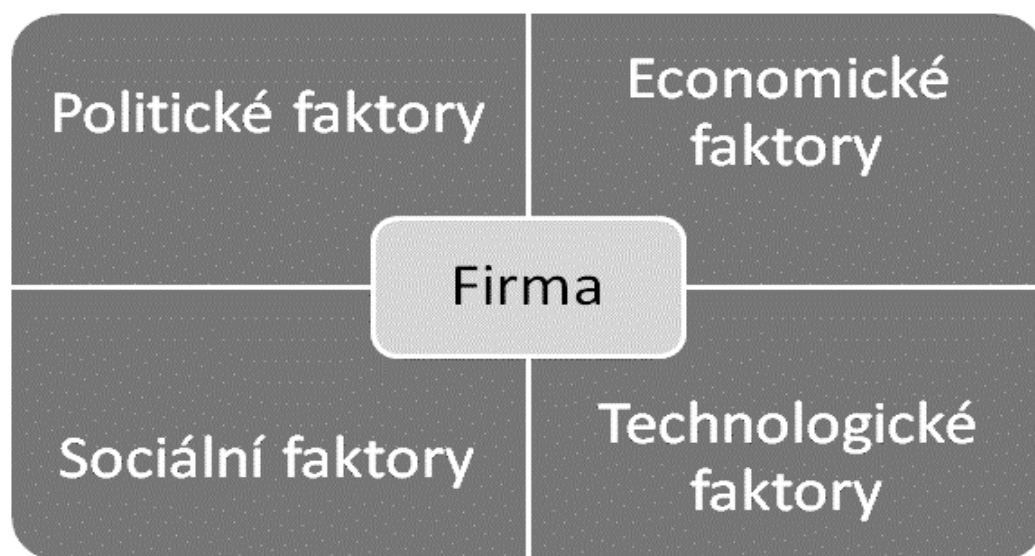 Politické faktory
Economické
faktory
Firma
Sociální faktory
Technologické
faktory